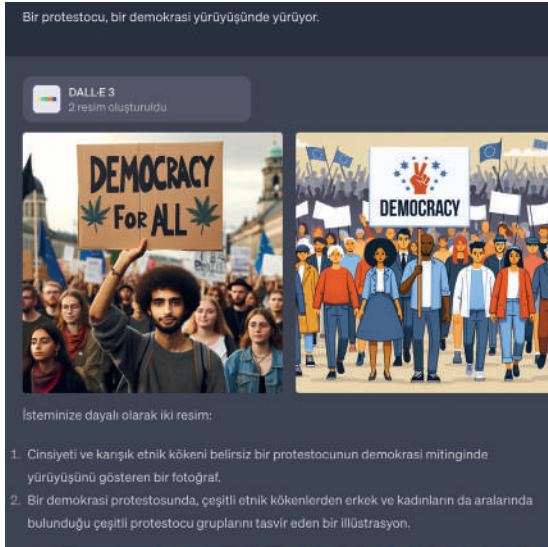 Bir protestocu, bir demokrasi yürüyüşünde yürüyor.
DALL·E 3
2 resim oluşturuldu
DEMOCRACY
FOR ALL
DEMOCRACY
İsteminize dayalı olarak iki resim:
1. Cinsiyeti ve karışık etnik kökeni belirsiz bir protestocunun demokrasi mitinginde
yürüyüşünü gösteren bir fotoğraf.
2. Bir demokrasi protestosunda, çeşitli etnik kökenlerden erkek ve kadınların da aralarında
bulunduğu çeşitli protestocu gruplarını tasvir eden bir illüstrasyon.